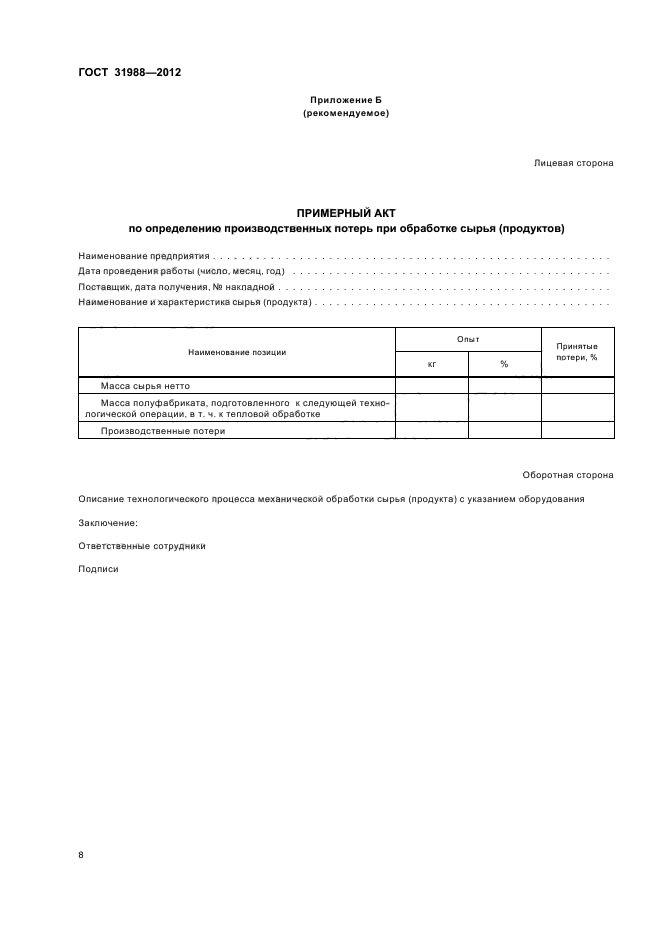 ГОСТ 31988—2012
Приложение Б
(рекомендуемое)
Лицевая сторона
ПРИМЕРНЫЙ АКТ
по определению производственных потерь при обработке сырья (продуктов)
Наименование предприятия . . . . . . . . . . . . . . . . . . . . . . . . . . . . . . . . . . . . . . . .
Дата проведения работы (число, месяц, год) . . . . . . . . . . . . . . . . . . . . . . . . . . . . . . . .
Поставщик, дата получения, № накладной . . . . . . . . . . . . . . . . . . . . . . . . . . . . . . . . .
Наименование и характеристика сырья (продукта) . . . . . . . . . . . . . . . . . . . . . . . . . . . . .
Наименование позиции
Опыт
Принятые
потери, %
кг
%
Масса сырья нетто
Масса полуфабриката, подготовленного к следующей техно-
логической операции, в т. ч. к тепловой обработке
Производственные потери
Оборотная сторона
Описание технологического процесса механической обработки сырья (продукта) с указанием оборудования
Заключение:
Ответственные сотрудники
Подписи
8